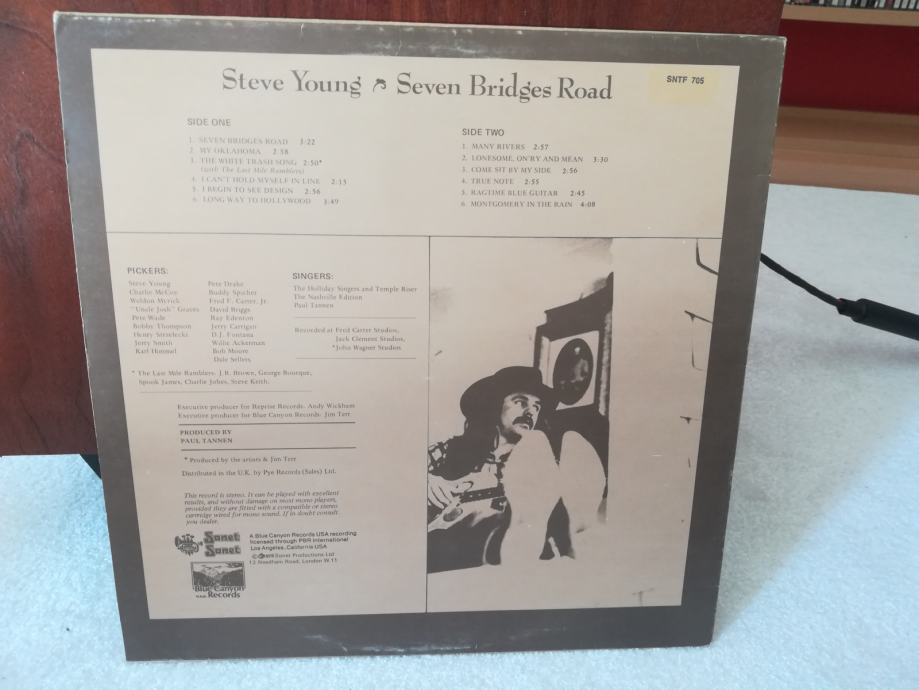 Steve Young Seven Bridges Road
SNTF 705
SIDE ONE
1. SEVEN BRIDGES ROAD 3:22
2. MY OKLAHOMA 2:38
3. THE WHITE TRASH SONG 2:50*
(with The Last Mile Ramblers)
4. I CAN'T HOLD MYSELF IN LINE 2:13
5. I BEGIN TO SEE DESIGN 2:56
6. LONG WAY TO HOLLYWOOD 3:49
SIDE TWO
1. MANY RIVERS 2:57
2. LONESOME, ON'RY AND MEAN 3:30
3. COME SIT BY MY SIDE 2:56
4. TRUE NOTE 2:55
5. RAGTIME BLUE GUITAR 2:45
6. MONTGOMERY IN THE RAIN 4:08
PICKERS:
Steve Young
Charlie McCoy
Weldon Myrick
"Uncle Josh" Graves
Pete Wade
Bobby Thompson
Henry Strzelecki
Jerry Smith
Karl Himmel
Pete Drake
Buddy Spicher
Fred F. Carter, Jr.
David Briggs
Ray Edenton
Jerry Carrigan
D.J. Fontana
Willie Ackerman
Bob Moore
Dale Sellers
SINGERS:
The Holliday Singers and Temple Riser
The Nashville Edition
Paul Tannen
Recorded at Fred Carter Studios,
Jack Clement Studios,
*John Wagner Studios
* The Last Mile Ramblers: J.R. Brown, George Bourque,
Spook James, Charlie Jobes, Steve Keith.
Executive producer for Reprise Records: Andy Wickham
Executive producer for Blue Canyon Records: Jim Terr
PRODUCED BY
PAUL TANNEN
* Produced by the artists & Jim Terr
Distributed in the U.K. by Pye Records (Sales) Ltd.
This record is stereo. It can be played with excellent
results, and without damage on most mono players,
provided they are fitted with a compatible or stereo
cartridge wired for mono sound. If in doubt consult
you dealer.
Sonet
Sonet
A Blue Canyon Records USA recording
licensed through PBR International
Los Angeles, California USA
Sonet Productions Ltd
12 Needham Road, London W.11
Blue Canyon
Records